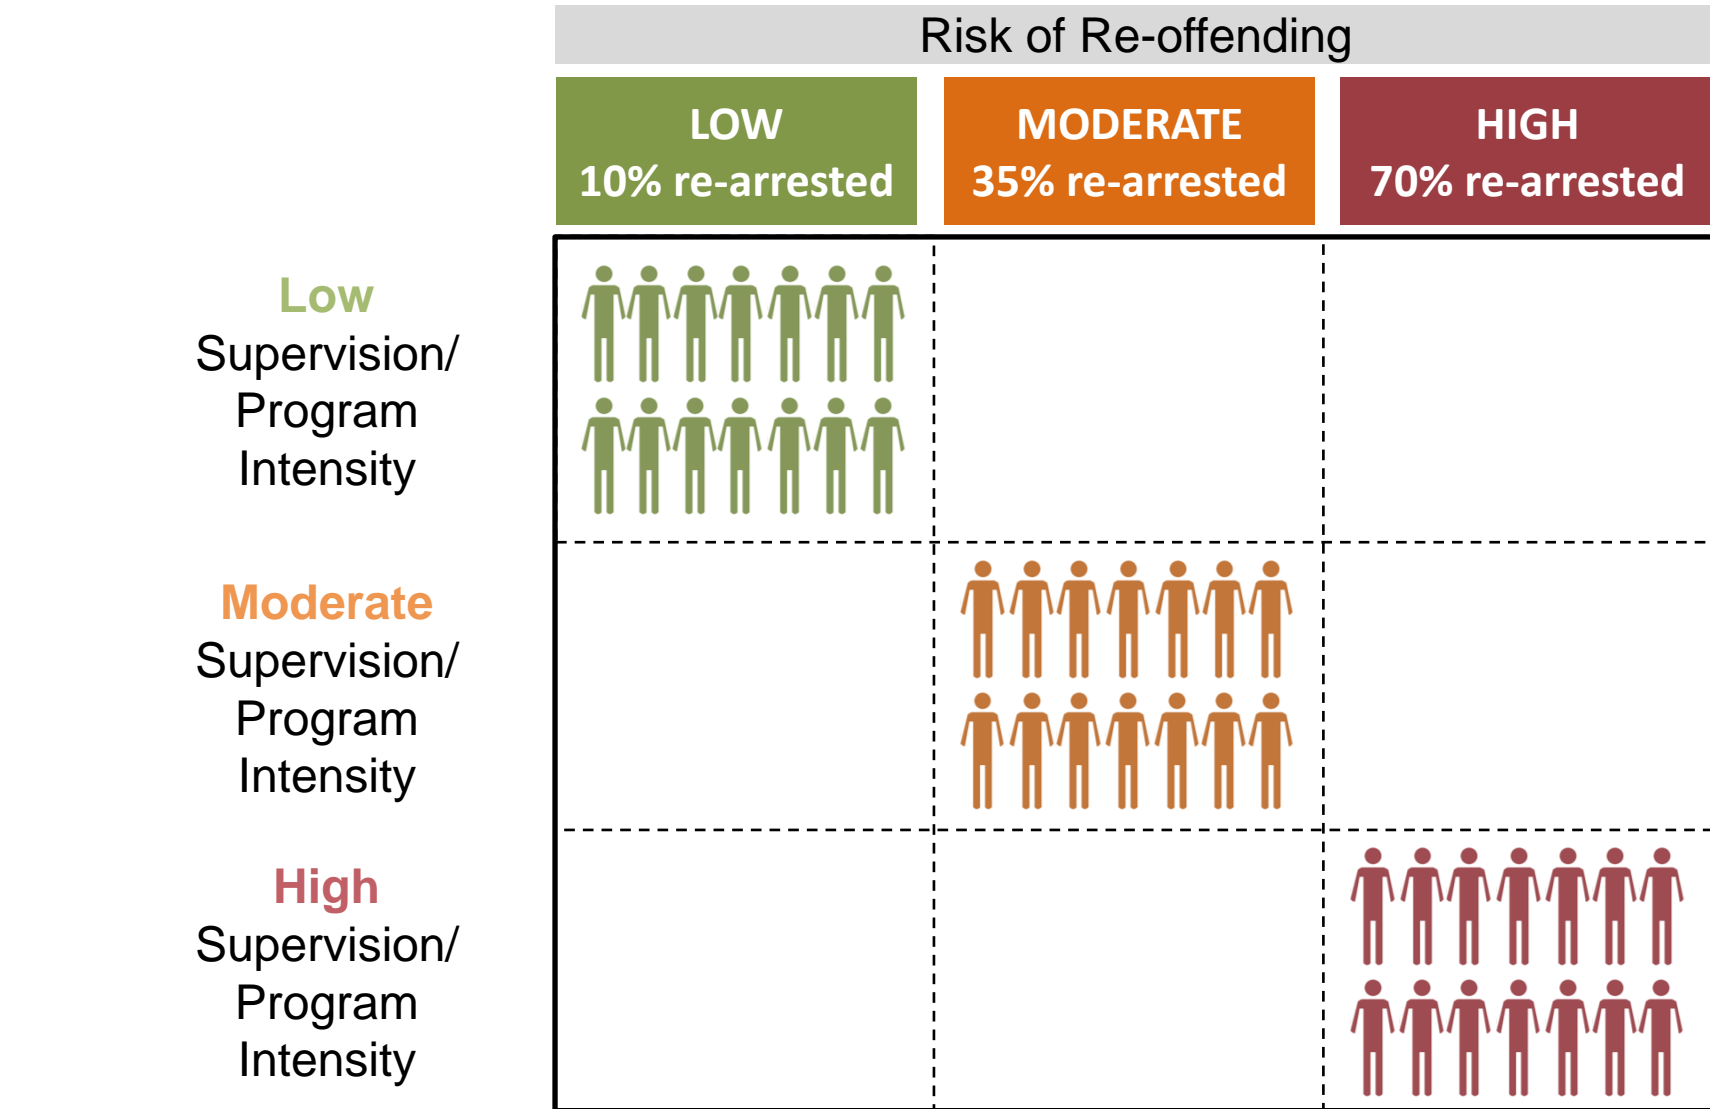 Risk of Re-offending
LOW
10% re-arrested
MODERATE
35% re-arrested
HIGH
70% re-arrested
Low
Supervision/
Program
Intensity
Moderate
Supervision/
Program
Intensity
High
Supervision/
Program
Intensity